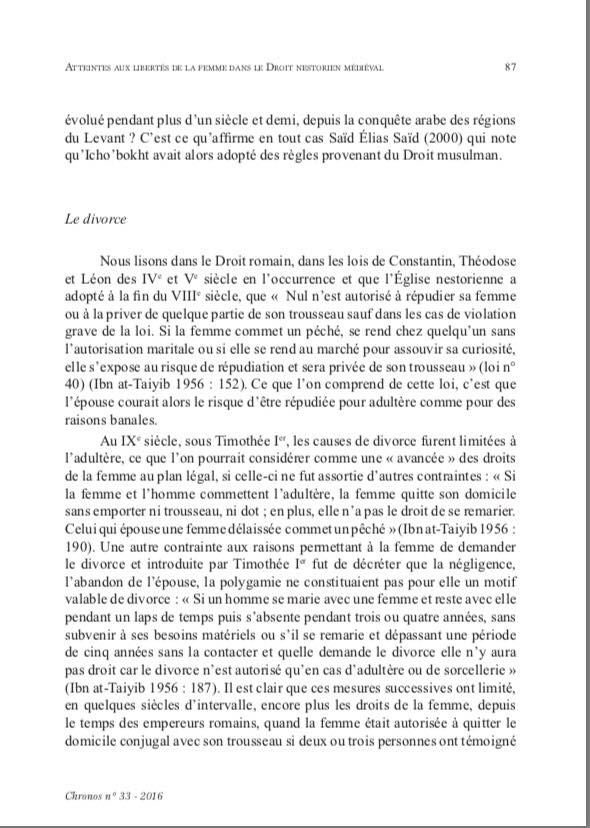 Atteintes aux libertés de la femme dans le Droit nestorien médiéval 87
évolué pendant plus d'un siècle et demi, depuis la conquête arabe des régions
du Levant ? C'est ce qu'affirme en tout cas Saïd Élias Saïd (2000) qui note
qu'Icho'bokht avait alors adopté des règles provenant du Droit musulman.
Le divorce
Nous lisons dans le Droit romain, dans les lois de Constantin, Théodose
et Léon des IVe et Ve siècle en l'occurrence et que l'Église nestorienne a
adopté à la fin du VIIIe siècle, que « Nul n'est autorisé à répudier sa femme
ou à la priver de quelque partie de son trousseau sauf dans les cas de violation
grave de la loi. Si la femme commet un péché, se rend chez quelqu'un sans
l'autorisation maritale ou si elle se rend au marché pour assouvir sa curiosité,
elle s'expose au risque de répudiation et sera privée de son trousseau » (loi n°
40) (Ibn at-Taiyib 1956 : 152). Ce que l'on comprend de cette loi, c'est que
l'épouse courait alors le risque d'être répudiée pour adultère comme pour des
raisons banales.
Au IXe siècle, sous Timothée Ier, les causes de divorce furent limitées à
l'adultère, ce que l'on pourrait considérer comme une « avancée » des droits
de la femme au plan légal, si celle-ci ne fut assortie d'autres contraintes : « Si
la femme et l'homme commettent l'adultère, la femme quitte son domicile
sans emporter ni trousseau, ni dot ; en plus, elle n'a pas le droit de se remarier.
Celui qui épouse une femme délaissée commet un pêché » (Ibn at-Taiyib 1956 :
190). Une autre contrainte aux raisons permettant à la femme de demander
le divorce et introduite par Timothée Ier fut de décréter que la négligence,
l'abandon de l'épouse, la polygamie ne constituaient pas pour elle un motif
valable de divorce : « Si un homme se marie avec une femme et reste avec elle
pendant un laps de temps puis s'absente pendant trois ou quatre années, sans
subvenir à ses besoins matériels ou s'il se remarie et dépassant une période
de cinq années sans la contacter et quelle demande le divorce elle n'y aura
pas droit car le divorce n'est autorisé qu'en cas d'adultère ou de sorcellerie »
(Ibn at-Taiyib 1956 : 187). Il est clair que ces mesures successives ont limité,
en quelques siècles d'intervalle, encore plus les droits de la femme, depuis
le temps des empereurs romains, quand la femme était autorisée à quitter le
domicile conjugal avec son trousseau si deux ou trois personnes ont témoigné
Chronos n° 33 - 2016